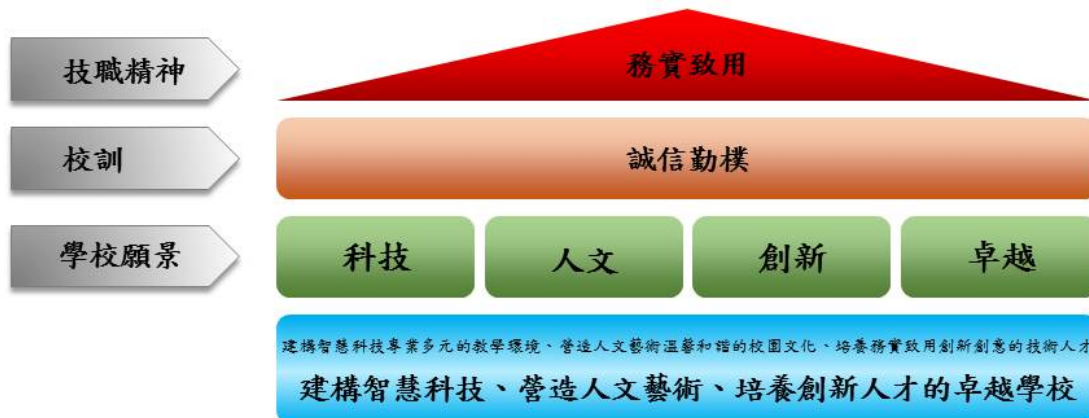 技職精神
務實致用
校訓
誠信勤樸
學校願景
科技
人文
創新
卓越
建構智慧科技專業多元的教學環境、營造人文藝術溫馨和諧的校園文化、培養務實致用創新創意的技術人才
建構智慧科技、營造人文藝術、培養創新人才的卓越學校